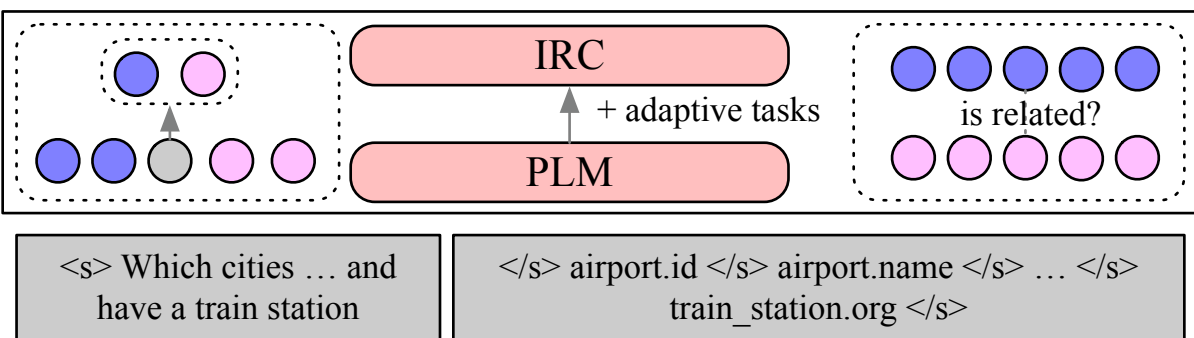 IRC
+ adaptive tasks
PLM
is related?
<s> Which cities … and
have a train station
</s> airport.id </s> airport.name </s> … </s>
train_station.org </s>